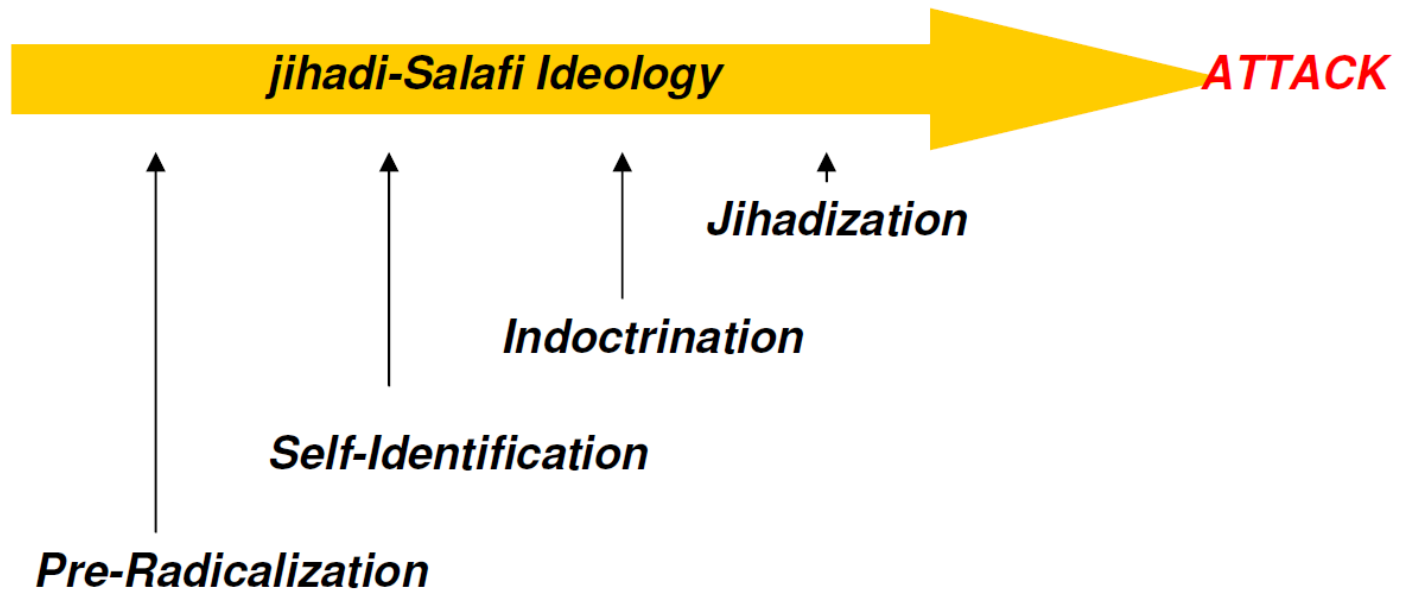 jihadi-Salafi Ideology
ATTACK
Jihadization
Indoctrination
Self-Identification
Pre-Radicalization